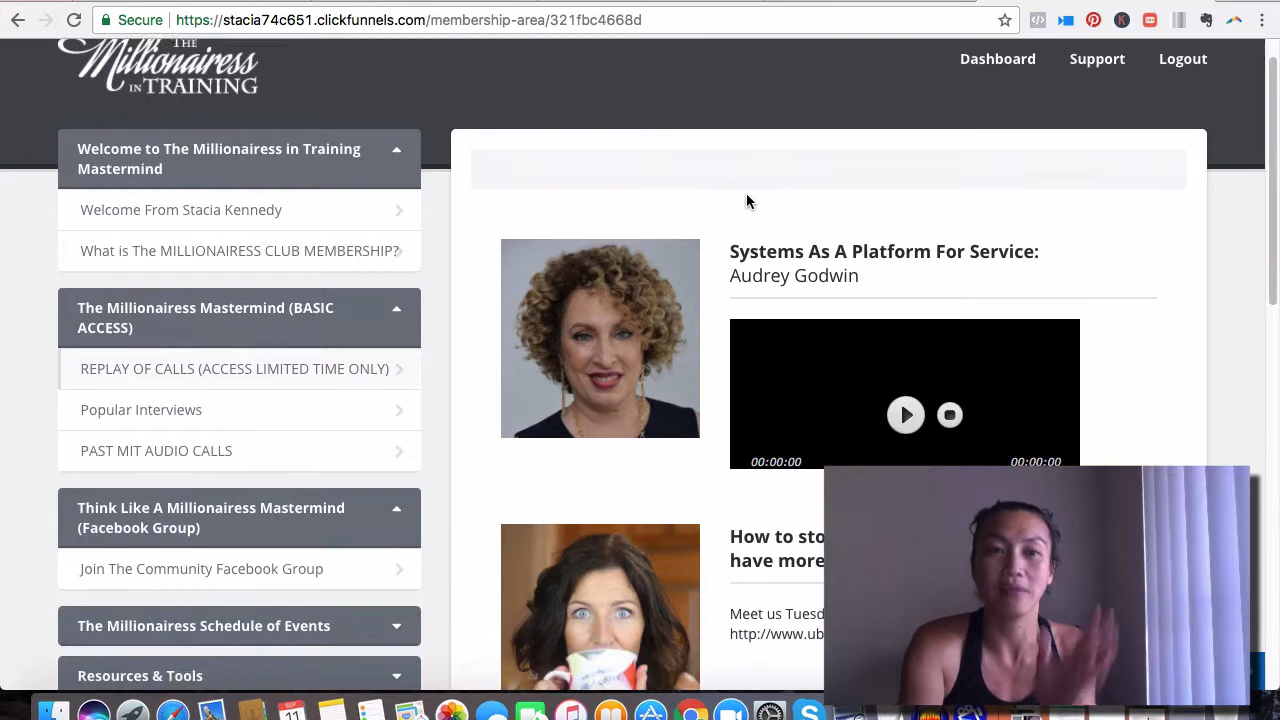 Secure
https://stacia74c651.clickfunnels.com/membership-area/321fbc4668d
THE
Millionairess
IN TRAINING
Dashboard
Support
Logout
Welcome to The Millionairess in Training
Mastermind
Welcome From Stacia Kennedy
What is The MILLIONAIRESS CLUB MEMBERSHIP?
The Millionairess Mastermind (BASIC
ACCESS)
REPLAY OF CALLS (ACCESS LIMITED TIME ONLY)
Popular Interviews
PAST MIT AUDIO CALLS
Think Like A Millionairess Mastermind
(Facebook Group)
Join The Community Facebook Group
The Millionairess Schedule of Events
Resources & Tools
Systems As A Platform For Service:
Audrey Godwin
00:00:00
00:00:00
How to sto
have more
Meet us Tuesd
http://www.ub
SEP
11